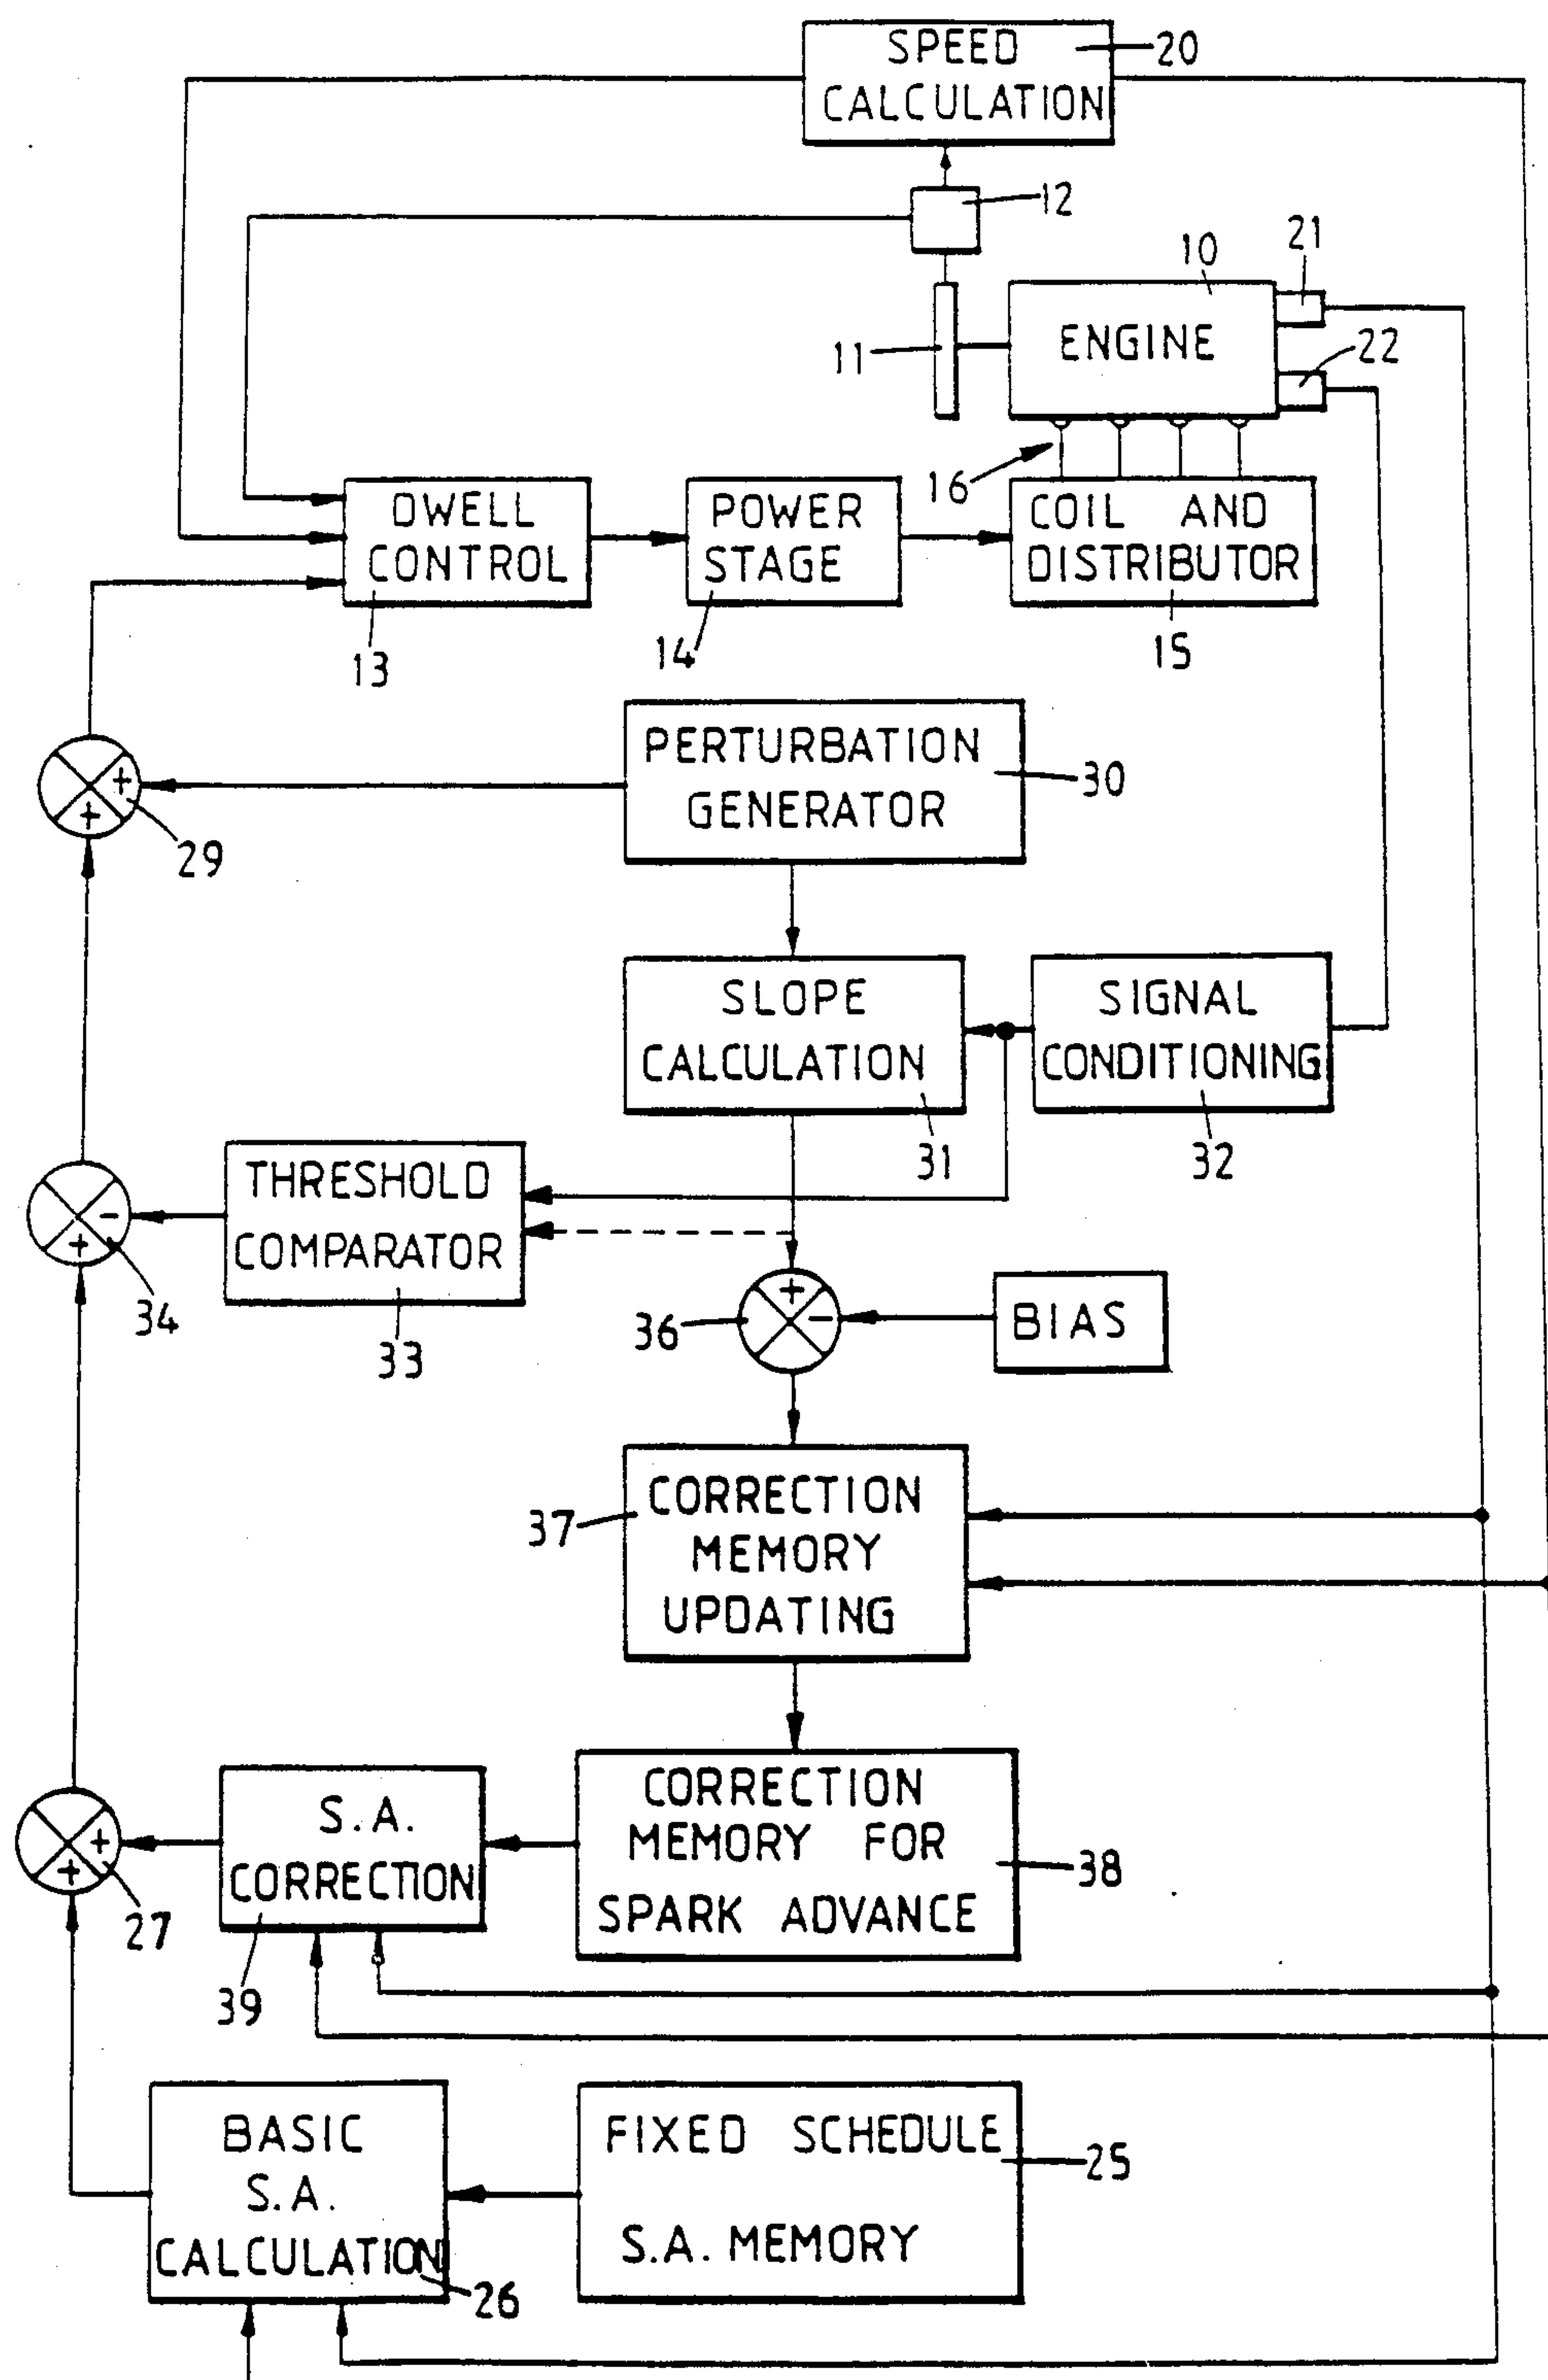 SPEED
CALCULATION
20
12
10
21
ENGINE
11
22
16
DWELL
CONTROL
POWER
STAGE
COIL AND
DISTRIBUTOR
13
14
15
PERTURBATION
GENERATOR
30
+
+
29
SLOPE
CALCULATION
SIGNAL
CONDITIONING
31
32
THRESHOLD
COMPARATOR
-
+
34
33
+
-
36
BIAS
37
CORRECTION
MEMORY
UPDATING
S.A.
CORRECTION
CORRECTION
MEMORY FOR
SPARK ADVANCE
38
+
+
27
39
BASIC
S.A.
CALCULATION
FIXED SCHEDULE
S.A. MEMORY
25
26